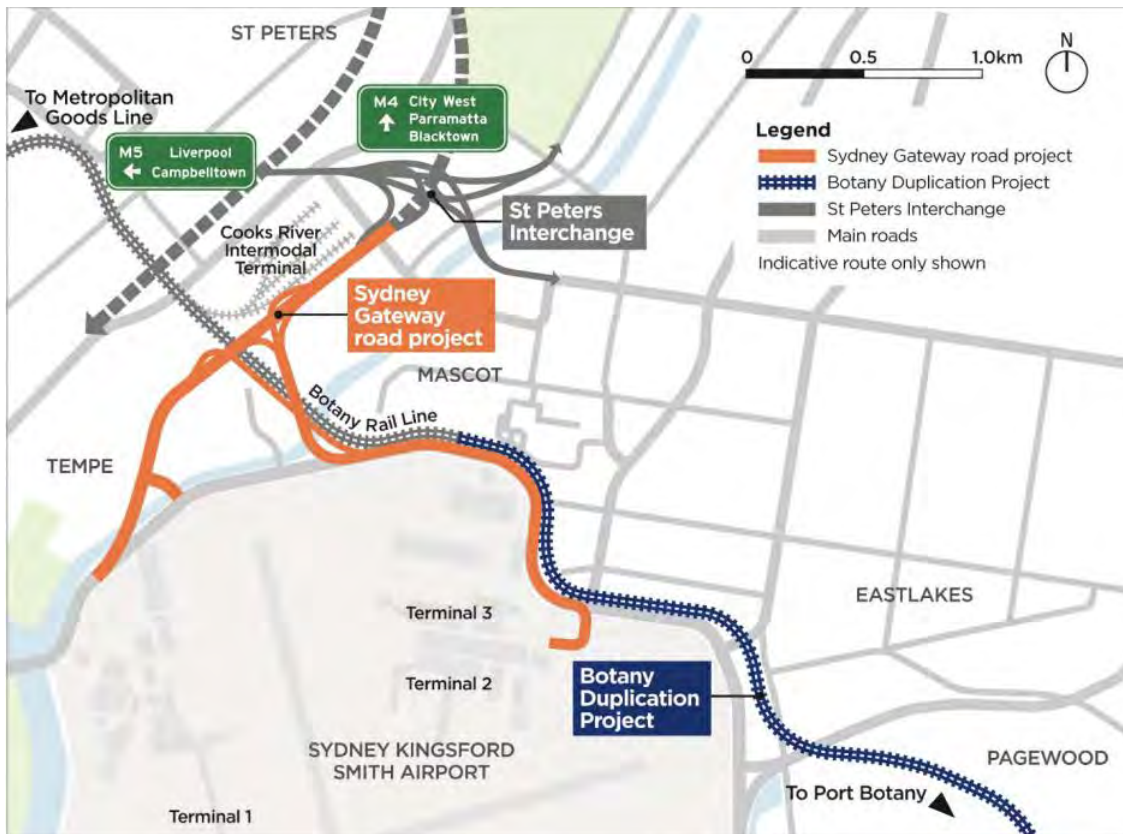 ST PETERS
0 0.5 1.0km
N
To Metropolitan
Goods Line
M5 Liverpool
Campbelltown
M4 City West
Parramatta
Blacktown
Legend
Sydney Gateway road project
Botany Duplication Project
St Peters Interchange
Main roads
Indicative route only shown
St Peters
Interchange
Cooks River
Intermodal
Terminal
Sydney
Gateway
road project
MASCOT
Botany Rail Line
TEMPE
EASTLAKES
Terminal 3
Terminal 2
Botany
Duplication
Project
SYDNEY KINGSFORD
SMITH AIRPORT
PAGEWOOD
To Port Botany
Terminal 1